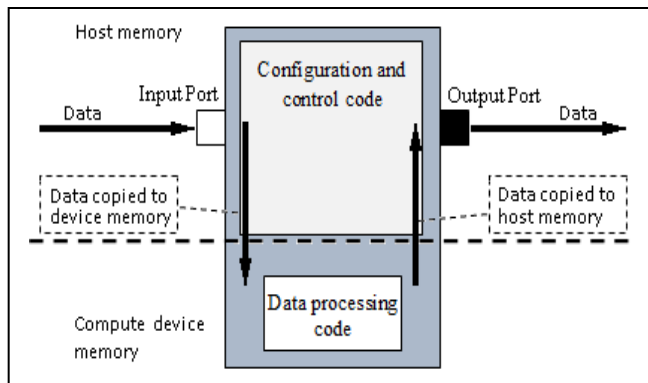 Host memory
Configuration and
control code
Input Port
Output Port
Data
Data
Data copied to
device memory
Data copied to
host memory
Data processing
code
Compute device
memory